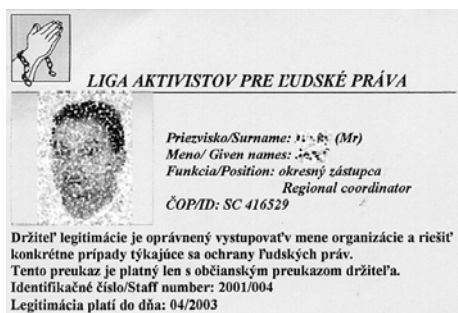 LIGA AKTIVISTOV PRE ĽUDSKÉ PRÁVA
Priezvisko/Surname: (Mr)
Meno/ Given names:
Funkcia/Position: okresný zástupca
Regional coordinator
ČOP/ID: SC 416529
Držiteľ legitimácie je oprávnený vystupovať v mene organizácie a riešiť
konkrétne prípady týkajúce sa ochrany ľudských práv.
Tento preukaz je platný len s občianským preukazom držiteľa.
Identifikačné číslo/Staff number: 2001/004
Legitimácia platí do dňa: 04/2003